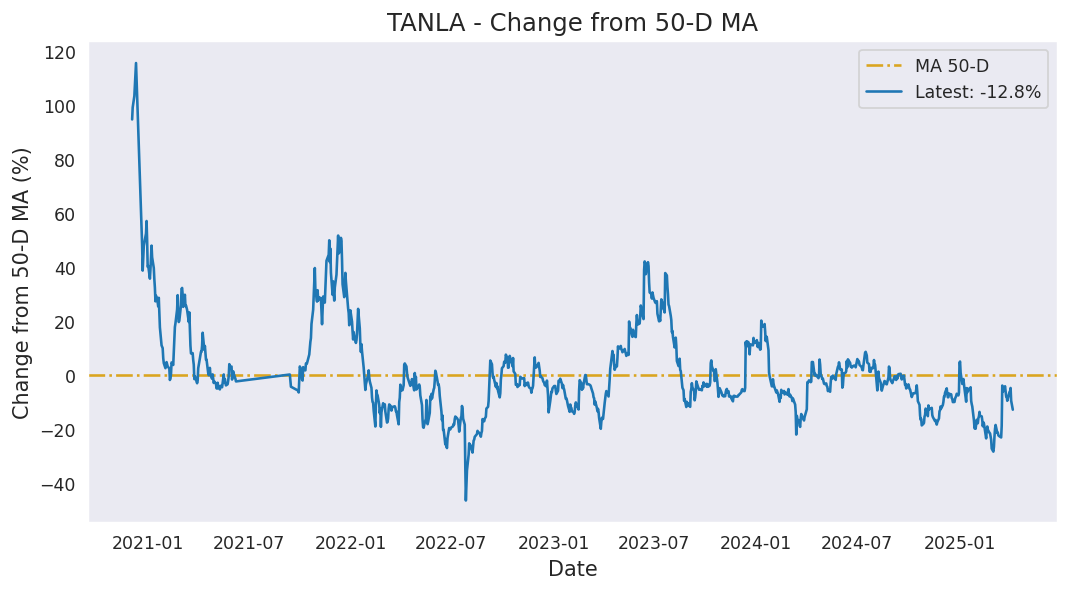 TANLA - Change from 50-D MA
MA 50-D
Latest: -12.8%
Change from 50-D MA (%)
120
100
80
60
40
20
0
−20
−40
2021-01 2021-07 2022-01 2022-07 2023-01 2023-07 2024-01 2024-07 2025-01
Date